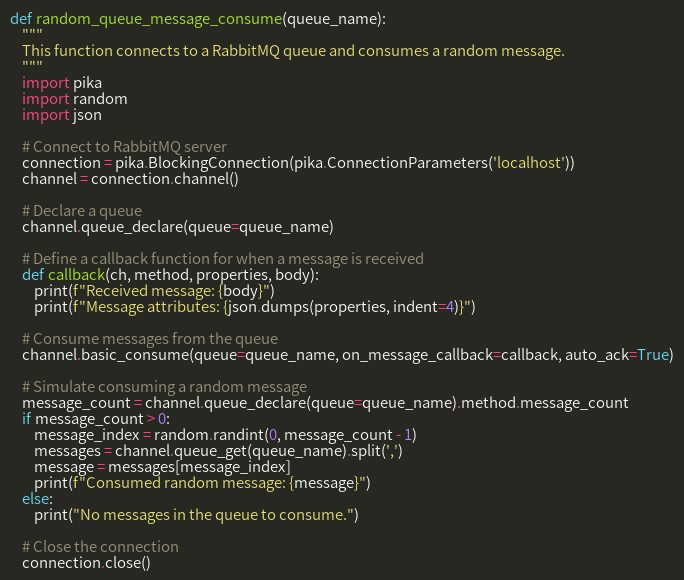 def random_queue_message_consume(queue_name):
    """
    This function connects to a RabbitMQ queue and consumes a random message.
    """
    import pika
    import random
    import json

    # Connect to RabbitMQ server
    connection = pika.BlockingConnection(pika.ConnectionParameters('localhost'))
    channel = connection.channel()

    # Declare a queue
    channel.queue_declare(queue=queue_name)

    # Define a callback function for when a message is received
    def callback(ch, method, properties, body):
        print(f"Received message: {body}")
        print(f"Message attributes: {json.dumps(properties, indent=4)}")

    # Consume messages from the queue
    channel.basic_consume(queue=queue_name, on_message_callback=callback, auto_ack=True)

    # Simulate consuming a random message
    message_count = channel.queue_declare(queue=queue_name).method.message_count
    if message_count > 0:
        message_index = random.randint(0, message_count - 1)
        messages = channel.queue_get(queue_name).split(',')
        message = messages[message_index]
        print(f"Consumed random message: {message}")
    else:
        print("No messages in the queue to consume.")

    # Close the connection
    connection.close()